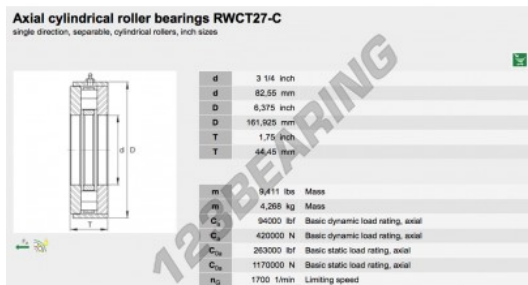 Axial cylindrical roller bearings RWCT27-C
single direction, separable, cylindrical rollers, inch sizes
d 3 1/4 inch
d 82,55 mm
D 6,375 inch
D 161,925 mm
T 1,75 inch
T 44,45 mm
d D
T
m 9,411 lbs Mass
m 4,268 kg Mass
Ca 94000 lbf Basic dynamic load rating, axial
Ca 420000 N Basic dynamic load rating, axial
C0a 263000 lbf Basic static load rating, axial
C0a 1170000 N Basic static load rating, axial
nG 1700 1/min Limiting speed
123BEARING